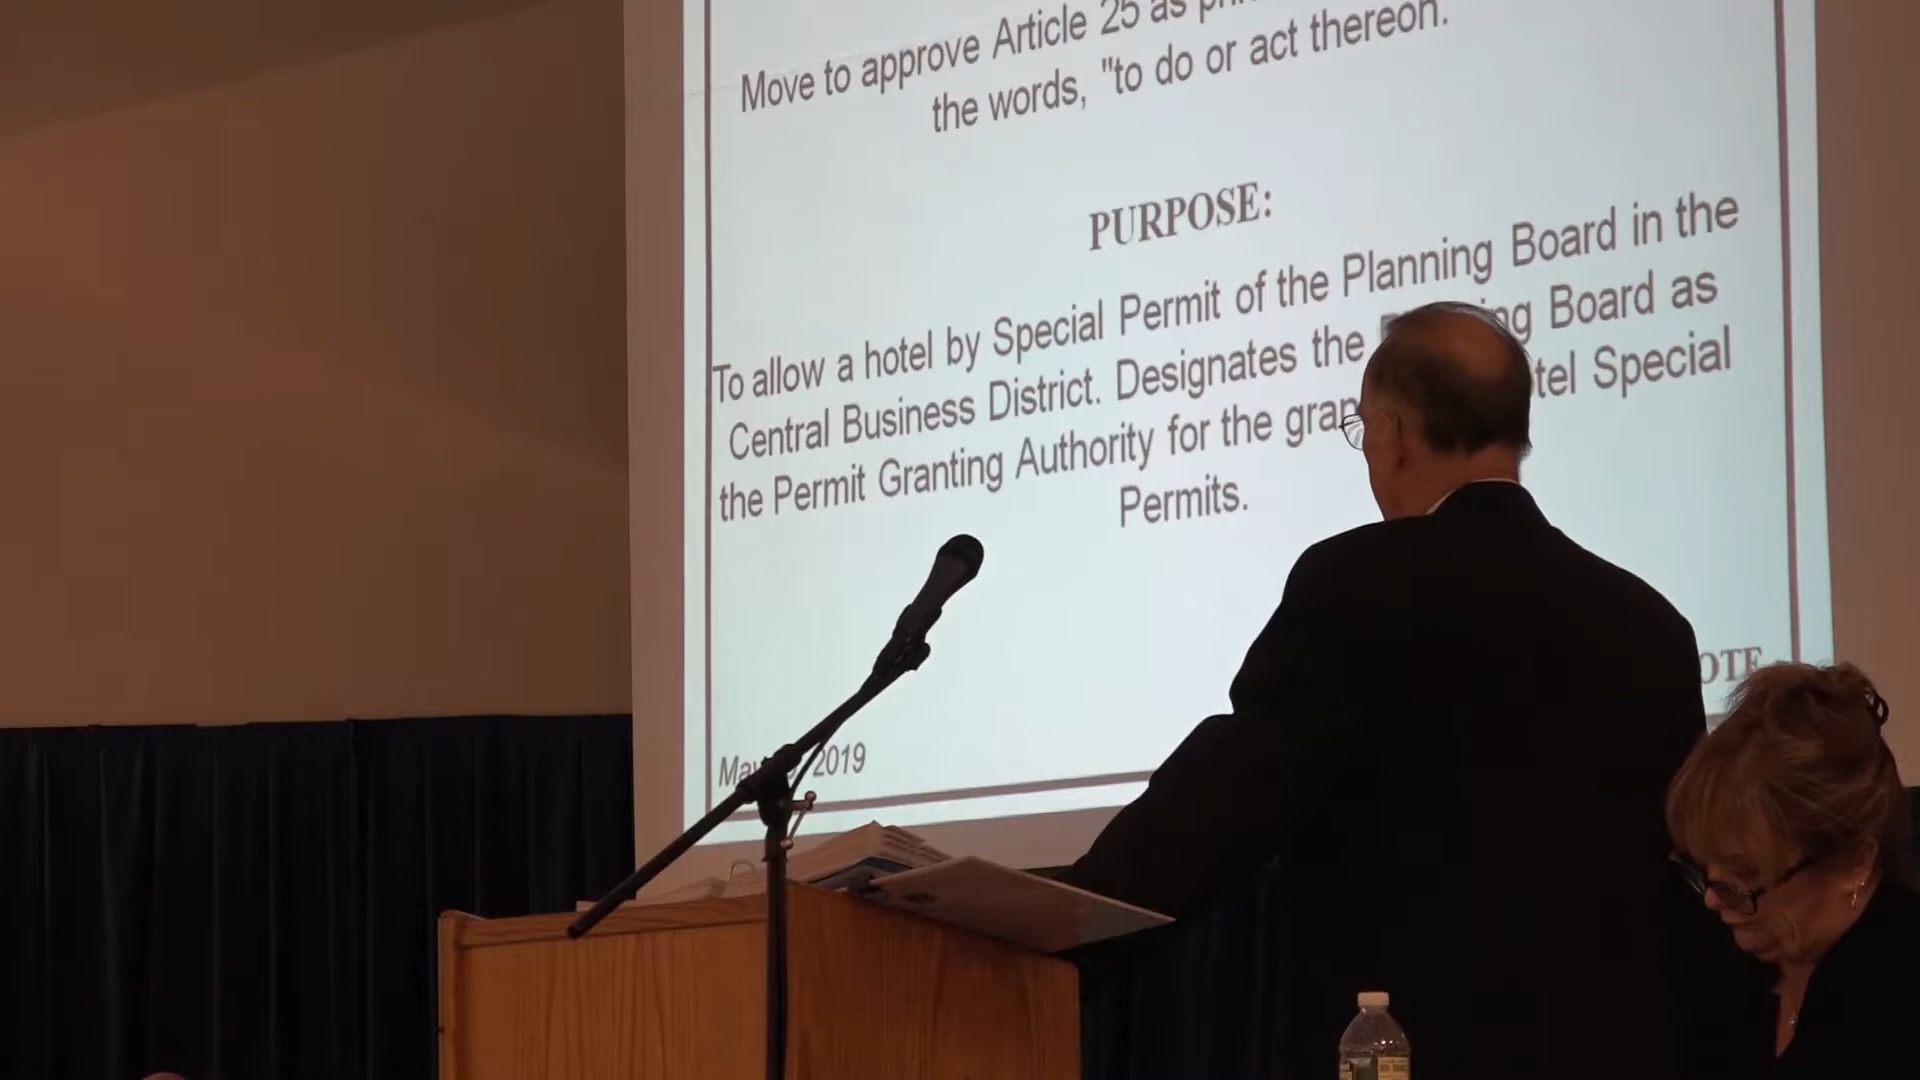 Move to approve Article 25 as
the words, "to do or act thereon.
PURPOSE:
To allow a hotel by Special Permit of the Planning Board in the
Central Business District. Designates the Board as
the Permit Granting Authority for the Special
Permits.
2019